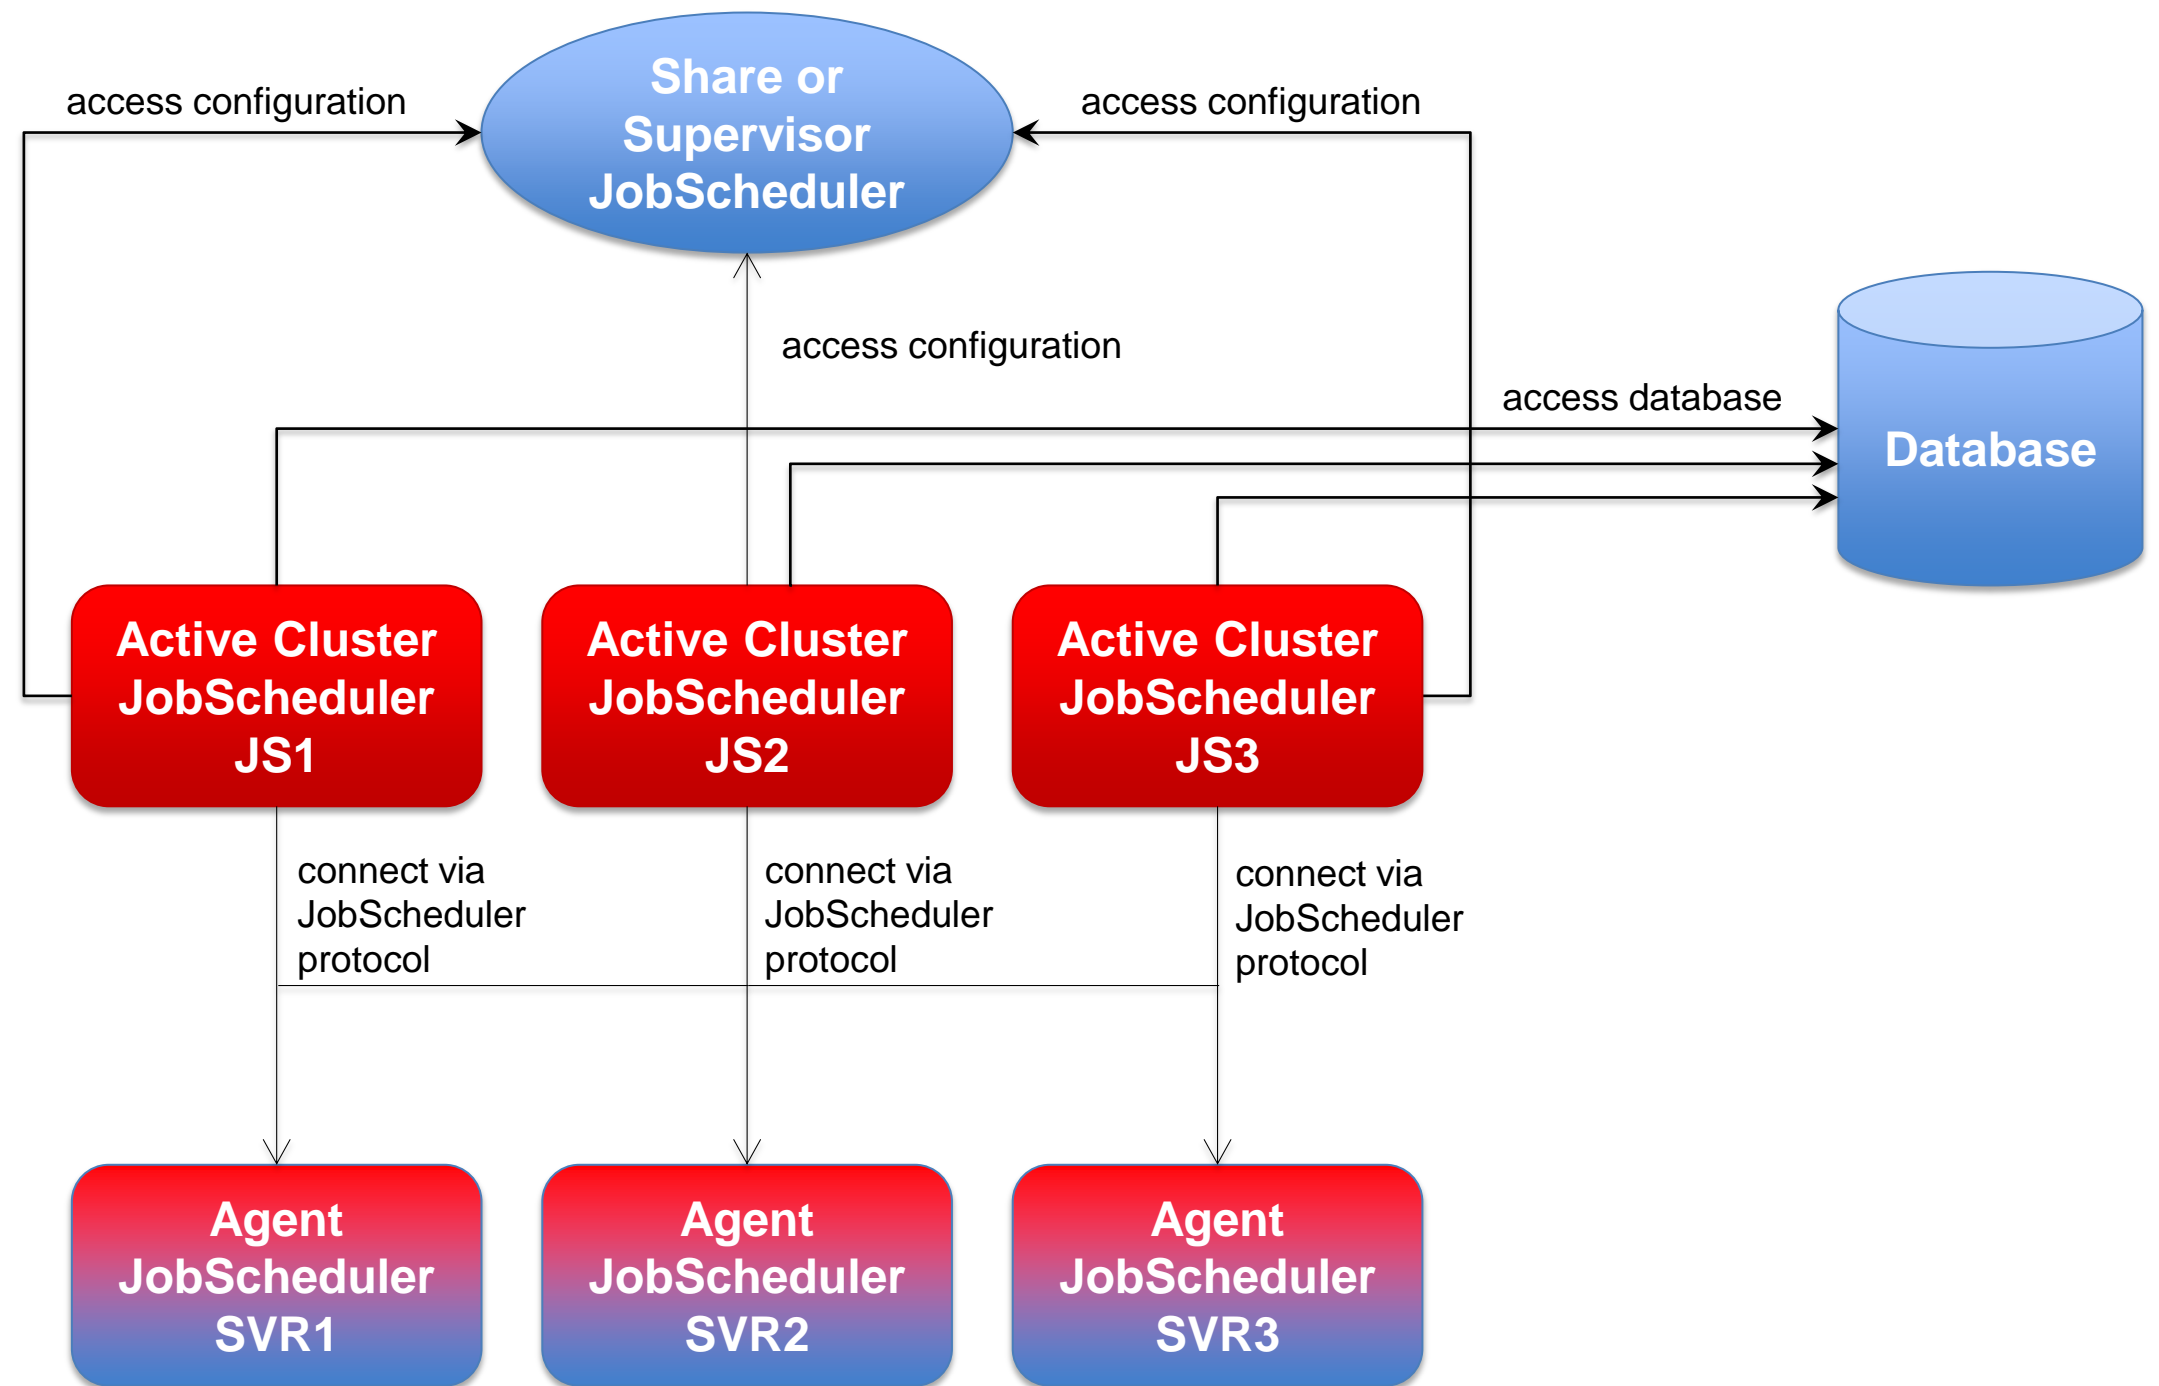 Share or
Supervisor
JobScheduler
access configuration
access configuration
access configuration
access database
Database
Active Cluster
JobScheduler
JS1
Active Cluster
JobScheduler
JS2
Active Cluster
JobScheduler
JS3
connect via
JobScheduler
protocol
connect via
JobScheduler
protocol
connect via
JobScheduler
protocol
Agent
JobScheduler
SVR1
Agent
JobScheduler
SVR2
Agent
JobScheduler
SVR3